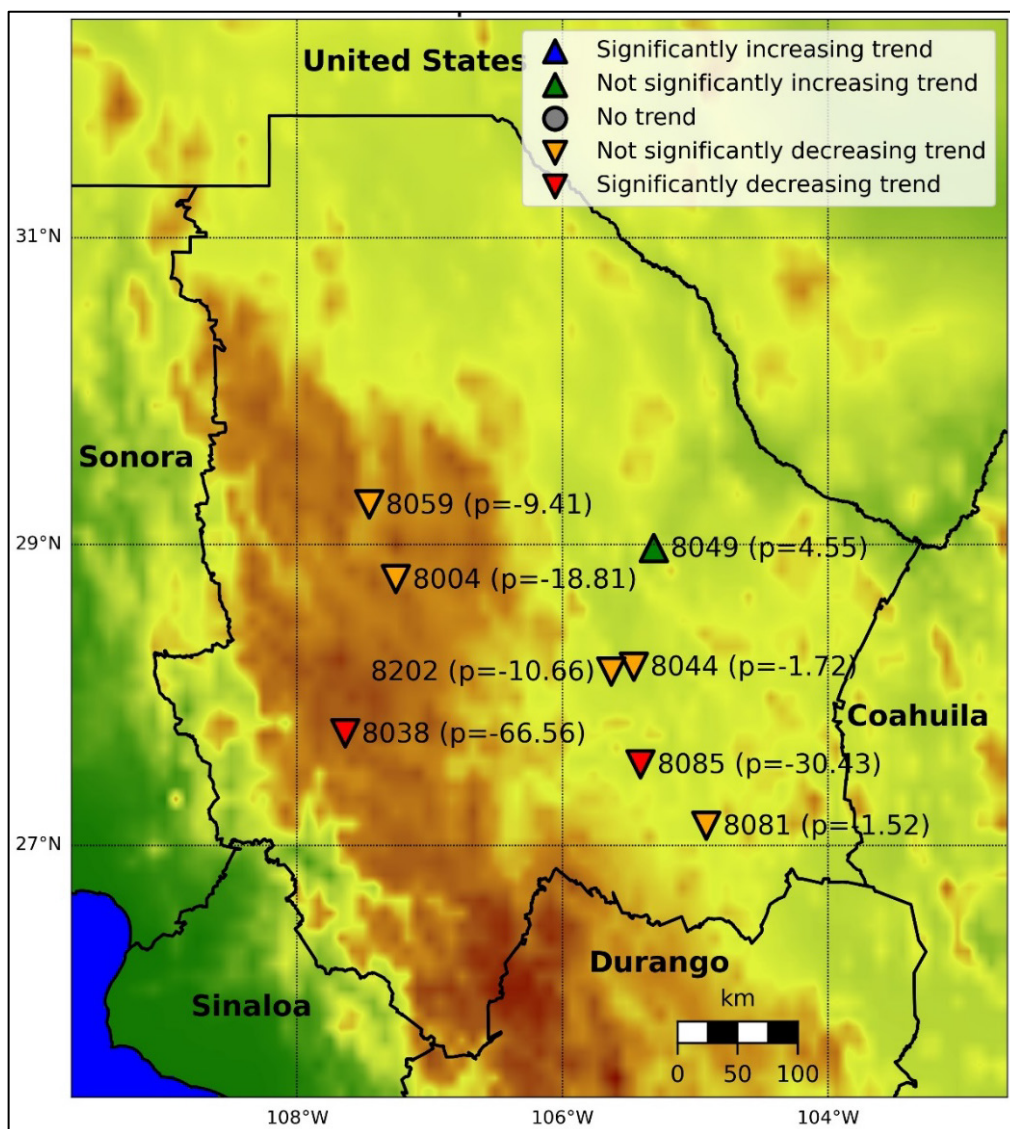 United States
Significantly increasing trend
Not significantly increasing trend
No trend
Not significantly decreasing trend
Significantly decreasing trend
31°N
Sonora
8059 (p=-9.41)
29°N
8049 (p=4.55)
8004 (p=-18.81)
8202 (p=-10.66)
8044 (p=-1.72)
Coahuila
8038 (p=-66.56)
8085 (p=-30.43)
8081 (p=-1.52)
27°N
Durango
Sinaloa
km
0 50 100
108°W 106°W 104°W